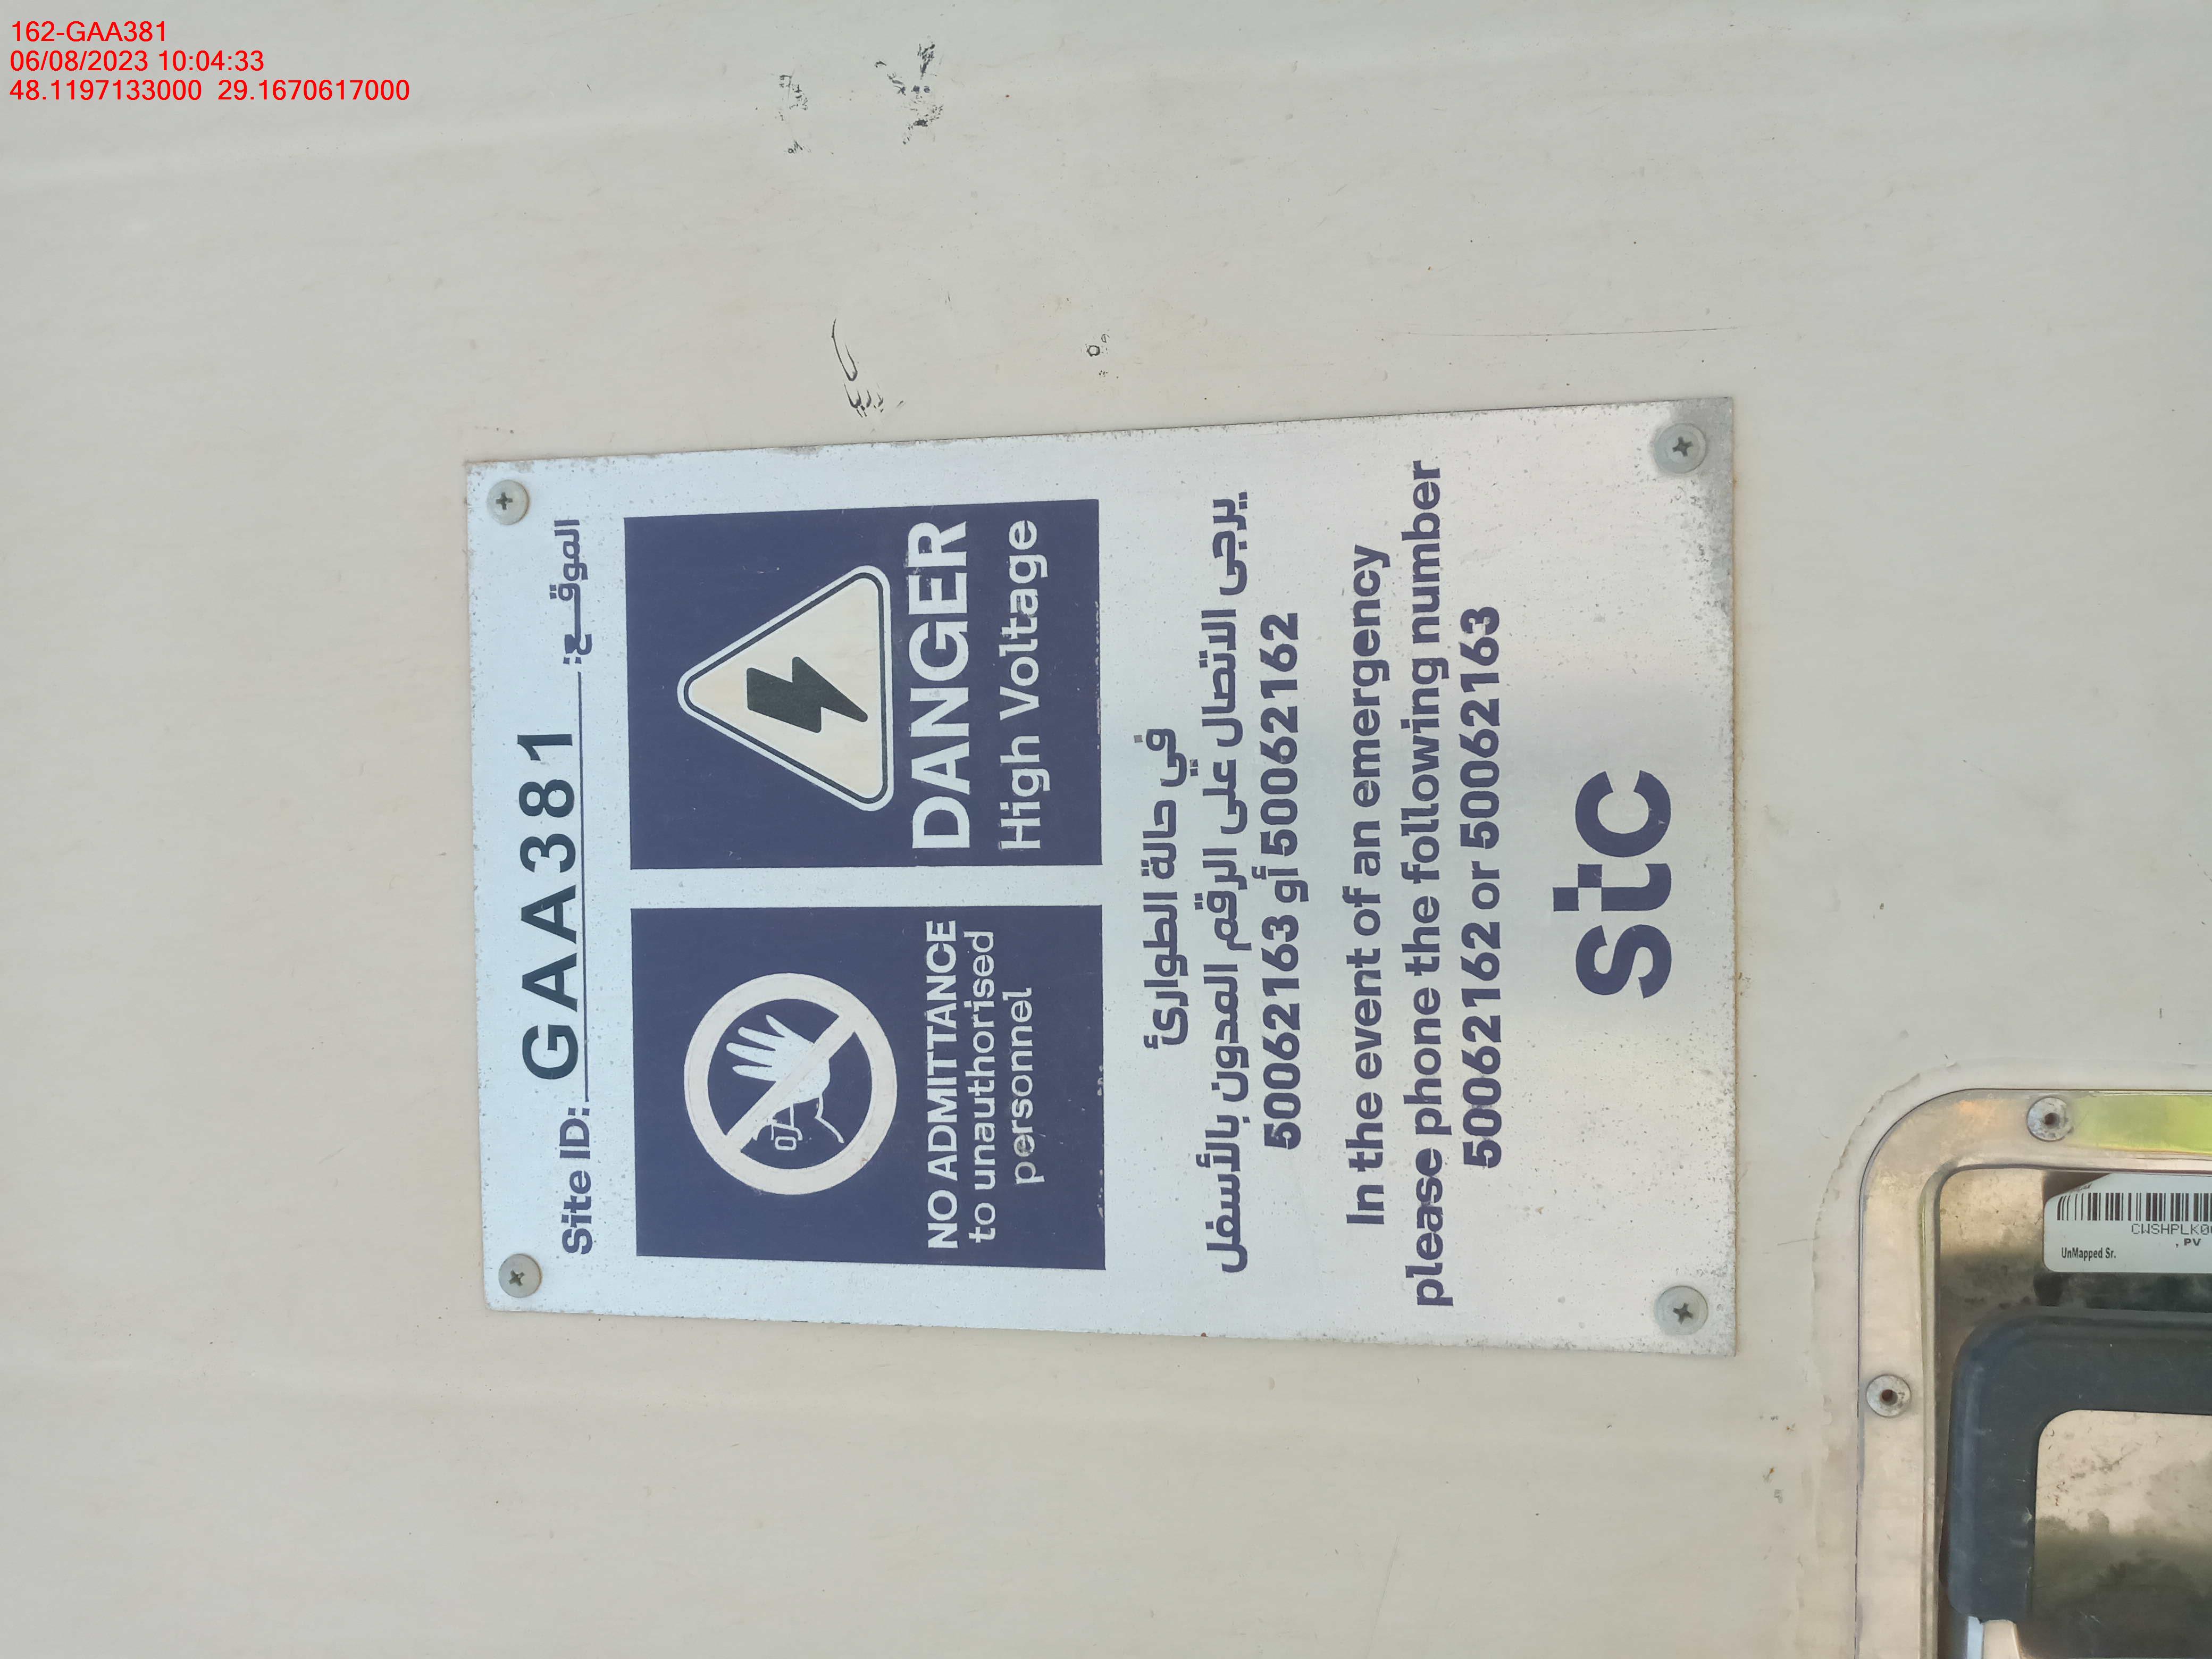 162-GAA381
06/08/2023 10:04:33
48.1197133000 29.1670617000
Site ID: GAA381 الموقـــع:
NO ADMITTANCE
to unauthorised
personnel
DANGER
High Voltage
في حالة الطوارئ
يرجى الاتصال على الرقم المدون بالأسفل
50062163 أو 50062162
In the event of an emergency
please phone the following number
50062162 or 50062163
stc
, PV
UnMapped Sr.